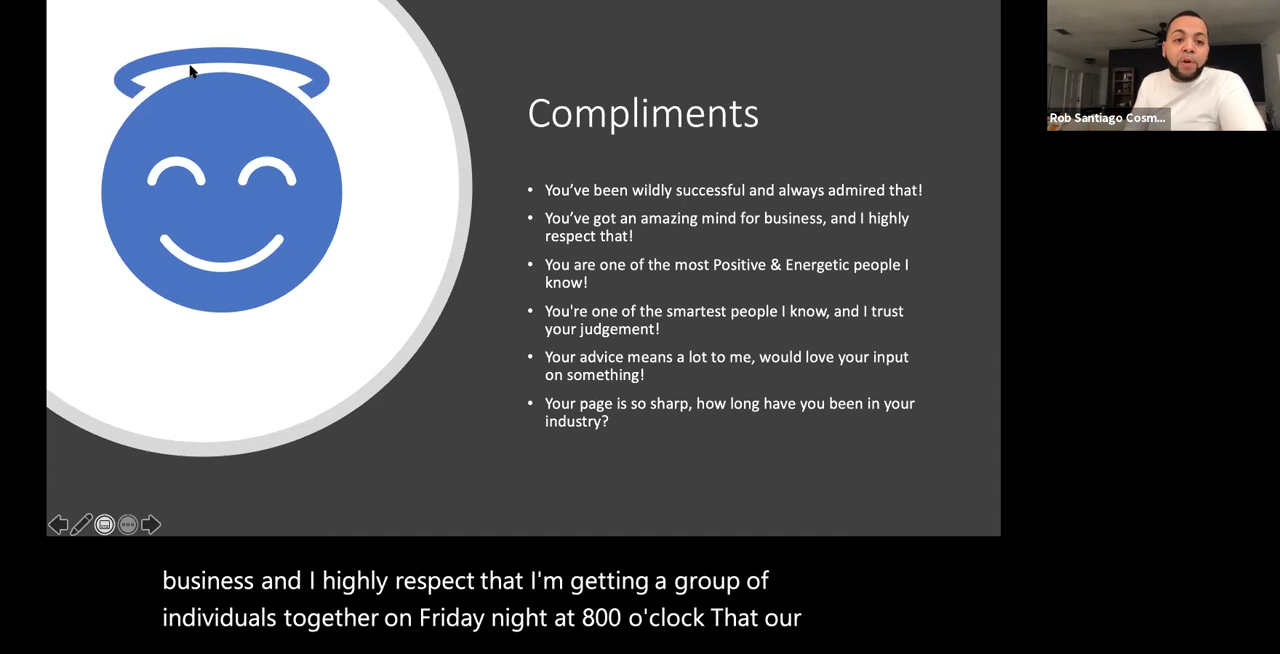 Compliments
• You’ve been wildly successful and always admired that!
• You’ve got an amazing mind for business, and I highly
respect that!
• You are one of the most Positive & Energetic people I
know!
• You're one of the smartest people I know, and I trust
your judgement!
• Your advice means a lot to me, would love your input
on something!
• Your page is so sharp, how long have you been in your
industry?
Rob Santiago Cosm...
business and I highly respect that I'm getting a group of
individuals together on Friday night at 800 o'clock That our